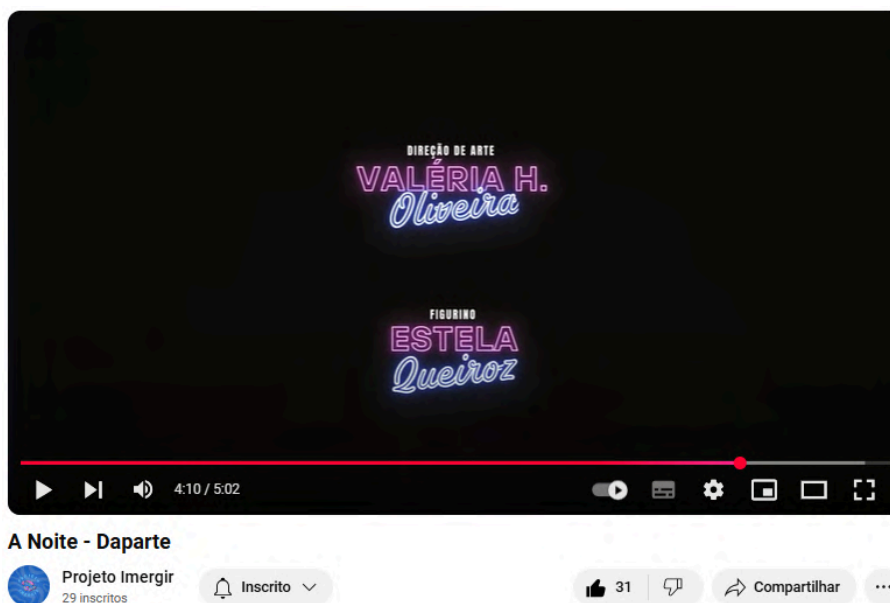 DIREÇÃO DE ARTE
VALÉRIA H.
Oliveira
FIGURINO
ESTELA
Queiroz
4:10 / 5:02
A Noite - Daparte
Projeto Imergir
29 inscritos
Inscrito
31
Compartilhar